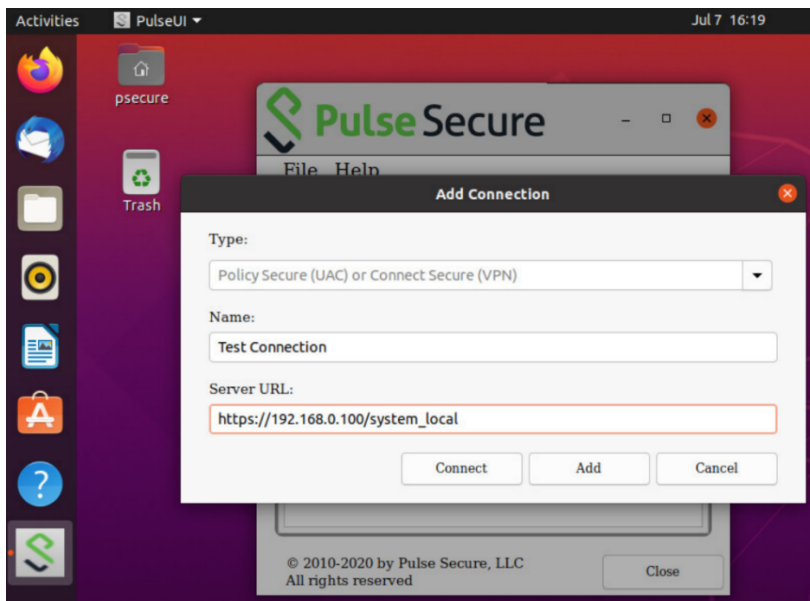 Activities
PulseUI
Jul 7 16:19
psecure
Trash
Pulse Secure
File Help
Add Connection
Type:
Policy Secure (UAC) or Connect Secure (VPN)
Name:
Test Connection
Server URL:
https://192.168.0.100/system_local
Connect
Add
Cancel
© 2010-2020 by Pulse Secure, LLC
All rights reserved
Close